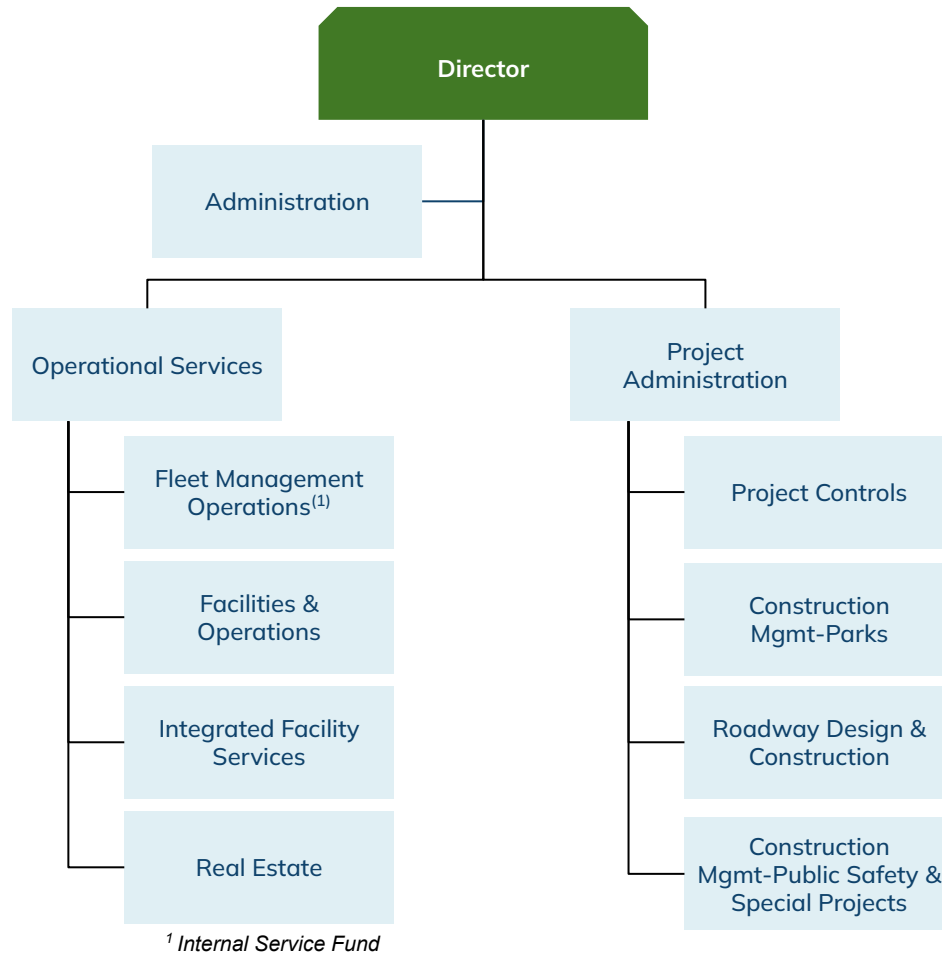 Director
Administration
Operational Services
Project
Administration
Fleet Management
Operations(1)
Facilities &
Operations
Integrated Facility
Services
Real Estate
Project Controls
Construction
Mgmt-Parks
Roadway Design &
Construction
Construction
Mgmt-Public Safety &
Special Projects
1 Internal Service Fund